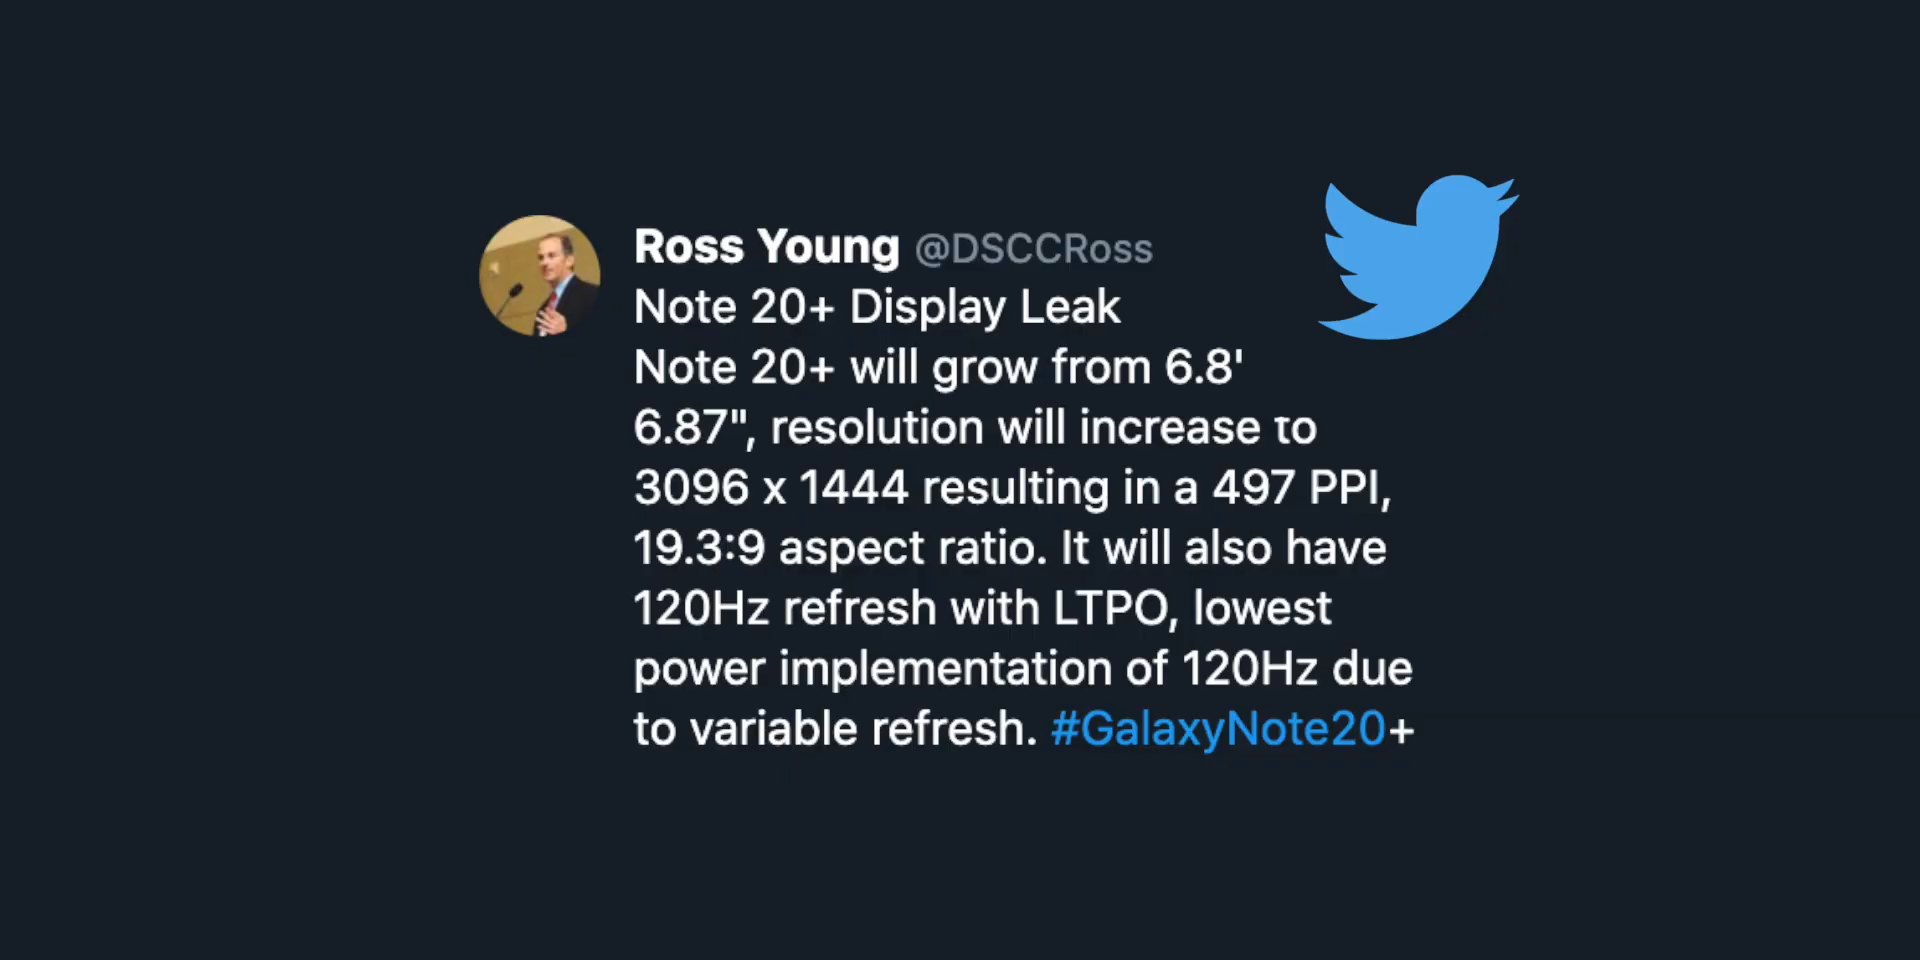 Ross Young @DSCCRoss
Note 20+ Display Leak
Note 20+ will grow from 6.8'
6.87", resolution will increase to
3096 x 1444 resulting in a 497 PPI,
19.3:9 aspect ratio. It will also have
120Hz refresh with LTPO, lowest
power implementation of 120Hz due
to variable refresh. #GalaxyNote20+